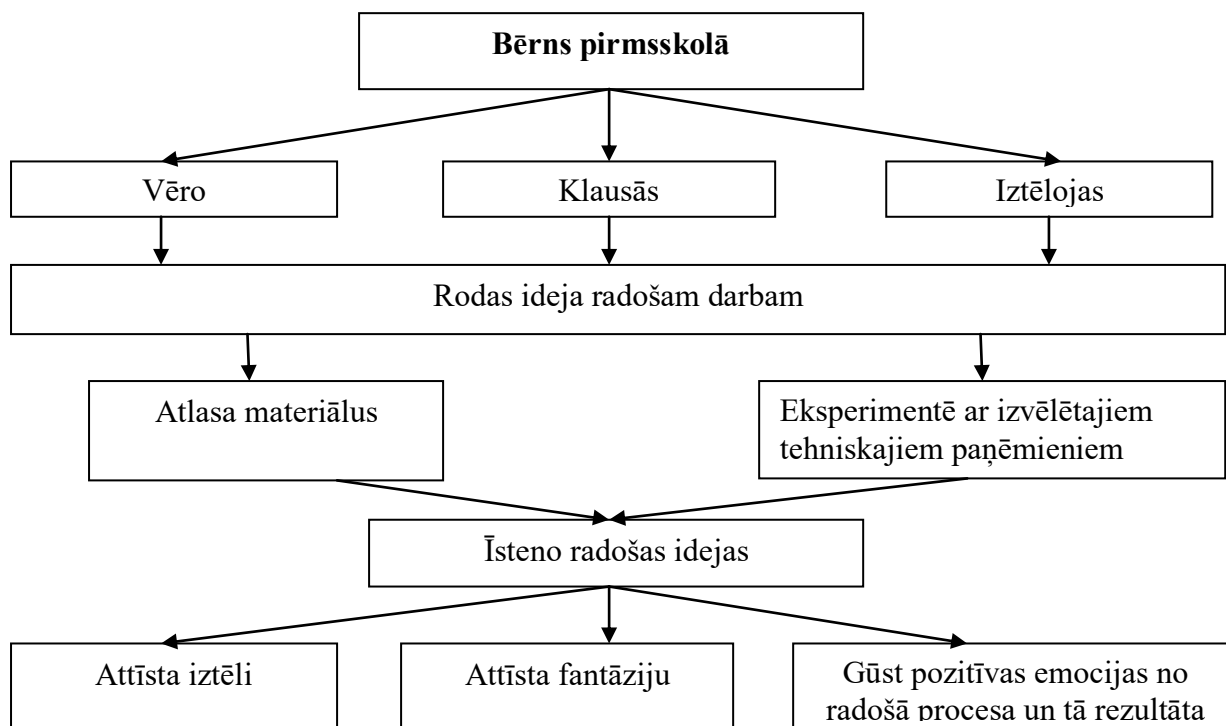 Bērns pirmsskolā
Vēro
Klausās
Iztēlojas
Rodas ideja radošam darbam
Atlasa materiālus
Eksperimentē ar izvēlētajiem
tehniskajiem paņēmieniem
Īsteno radošas idejas
Attīsta iztēli
Attīsta fantāziju
Gūst pozitīvas emocijas no
radošā procesa un tā rezultāta